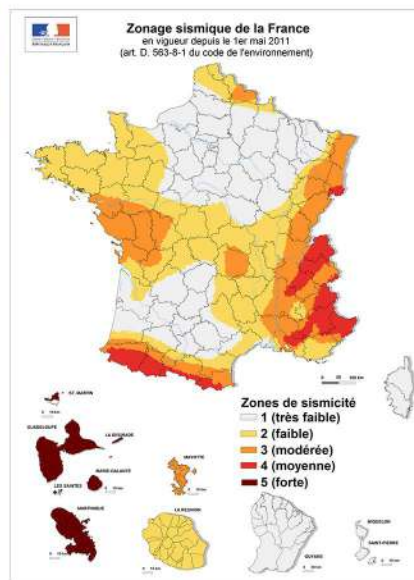 Zonage sismique de la France
en vigueur depuis le 1er mai 2011
(art. D. 563-8-1 du code de l'environnement)
Zones de sismicité
1 (très faible)
2 (faible)
3 (modérée)
4 (moyenne)
5 (forte)
ST. MARTIN
GUADELOUPE
LA DESIRADE
MARIE-GALANTE
LES SAINTES
MAYOTTE
MARTINIQUE
LA REUNION
GUYANE
MIQUELON
SAINT-PIERRE